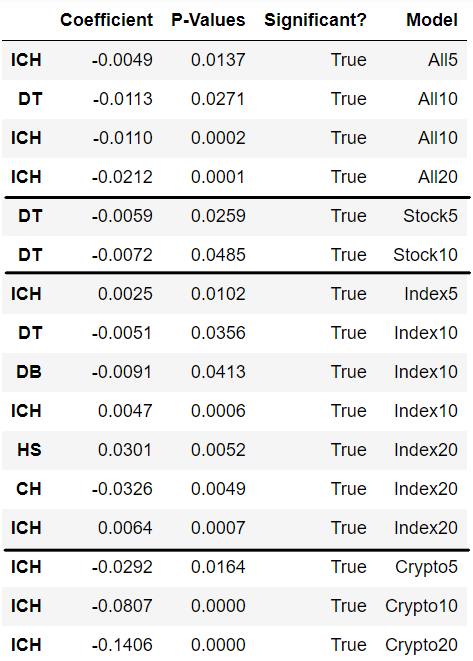 Coefficient P-Values Significant? Model
ICH -0.0049 0.0137 True All5
DT -0.0113 0.0271 True All10
ICH -0.0110 0.0002 True All10
ICH -0.0212 0.0001 True All20
DT -0.0059 0.0259 True Stock5
DT -0.0072 0.0485 True Stock10
ICH 0.0025 0.0102 True Index5
DT -0.0051 0.0356 True Index10
DB -0.0091 0.0413 True Index10
ICH 0.0047 0.0006 True Index10
HS 0.0301 0.0052 True Index20
CH -0.0326 0.0049 True Index20
ICH 0.0064 0.0007 True Index20
ICH -0.0292 0.0164 True Crypto5
ICH -0.0807 0.0000 True Crypto10
ICH -0.1406 0.0000 True Crypto20